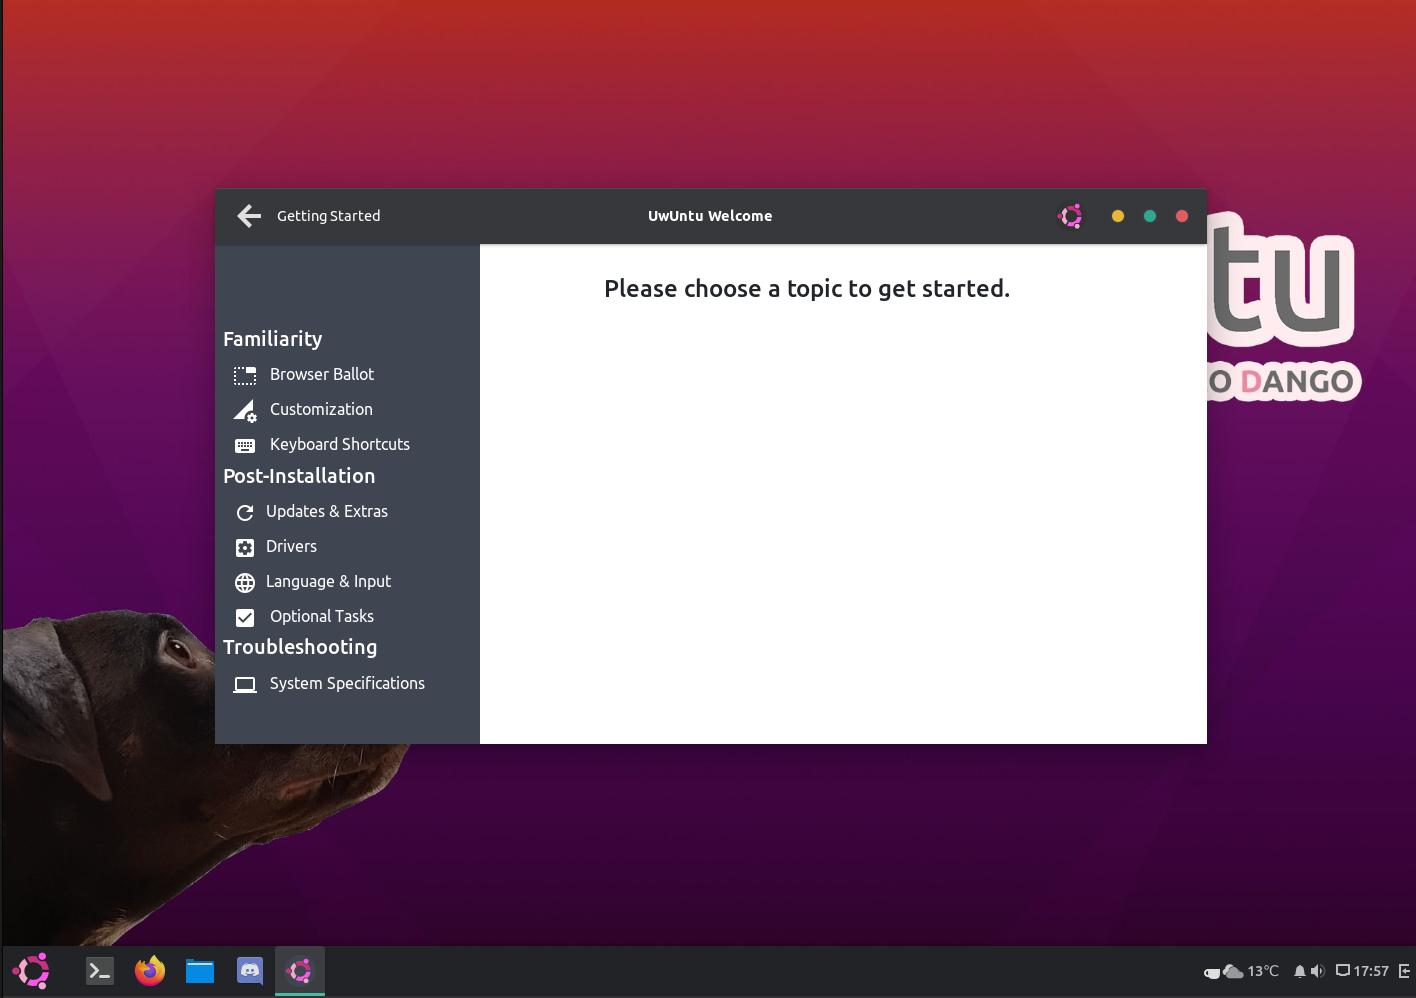 Getting Started
UwUntu Welcome
Please choose a topic to get started.
Familiarity
Browser Ballot
Customization
Keyboard Shortcuts
Post-Installation
Updates & Extras
Drivers
Language & Input
Optional Tasks
Troubleshooting
System Specifications
tu
O DANGO
13°C
17:57